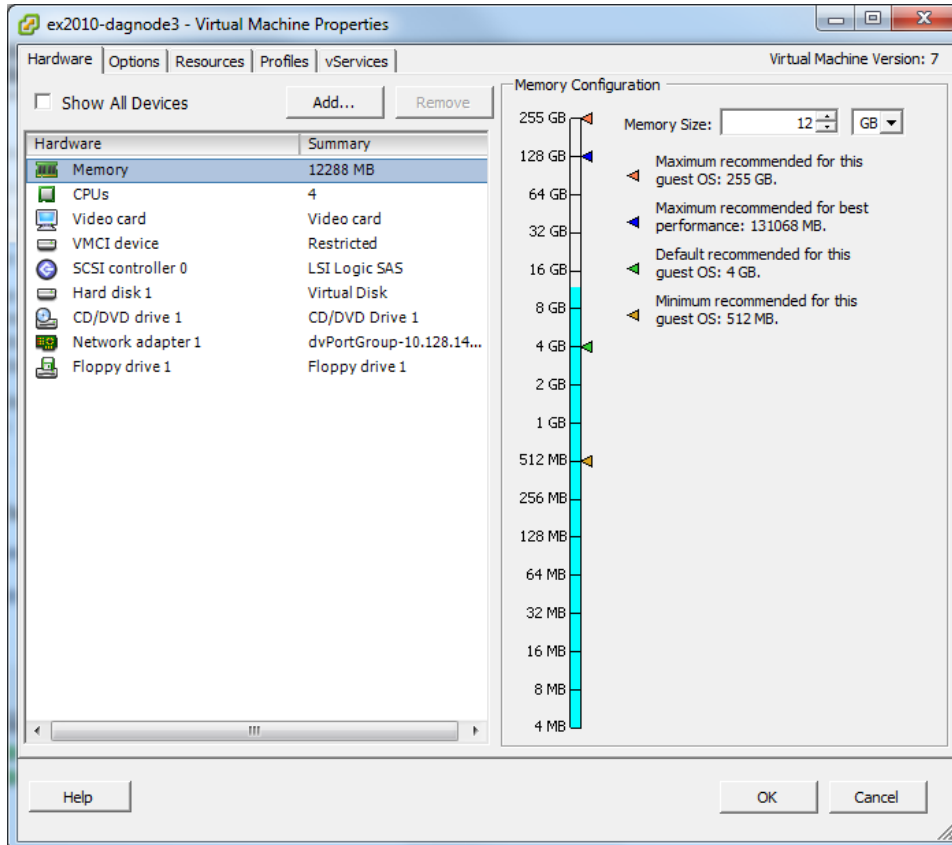 ex2010-dagnode3 - Virtual Machine Properties
Hardware Options Resources Profiles vServices
Virtual Machine Version: 7
Show All Devices
Add...
Remove
Hardware Summary
Memory 12288 MB
CPUs 4
Video card Video card
VMCI device Restricted
SCSI controller 0 LSI Logic SAS
Hard disk 1 Virtual Disk
CD/DVD drive 1 CD/DVD Drive 1
Network adapter 1 dvPortGroup-10.128.14...
Floppy drive 1 Floppy drive 1
Memory Configuration
255 GB
128 GB
64 GB
32 GB
16 GB
8 GB
4 GB
2 GB
1 GB
512 MB
256 MB
128 MB
64 MB
32 MB
16 MB
8 MB
4 MB
Memory Size: 12 GB
Maximum recommended for this
guest OS: 255 GB.
Maximum recommended for best
performance: 131068 MB.
Default recommended for this
guest OS: 4 GB.
Minimum recommended for this
guest OS: 512 MB.
Help
OK
Cancel